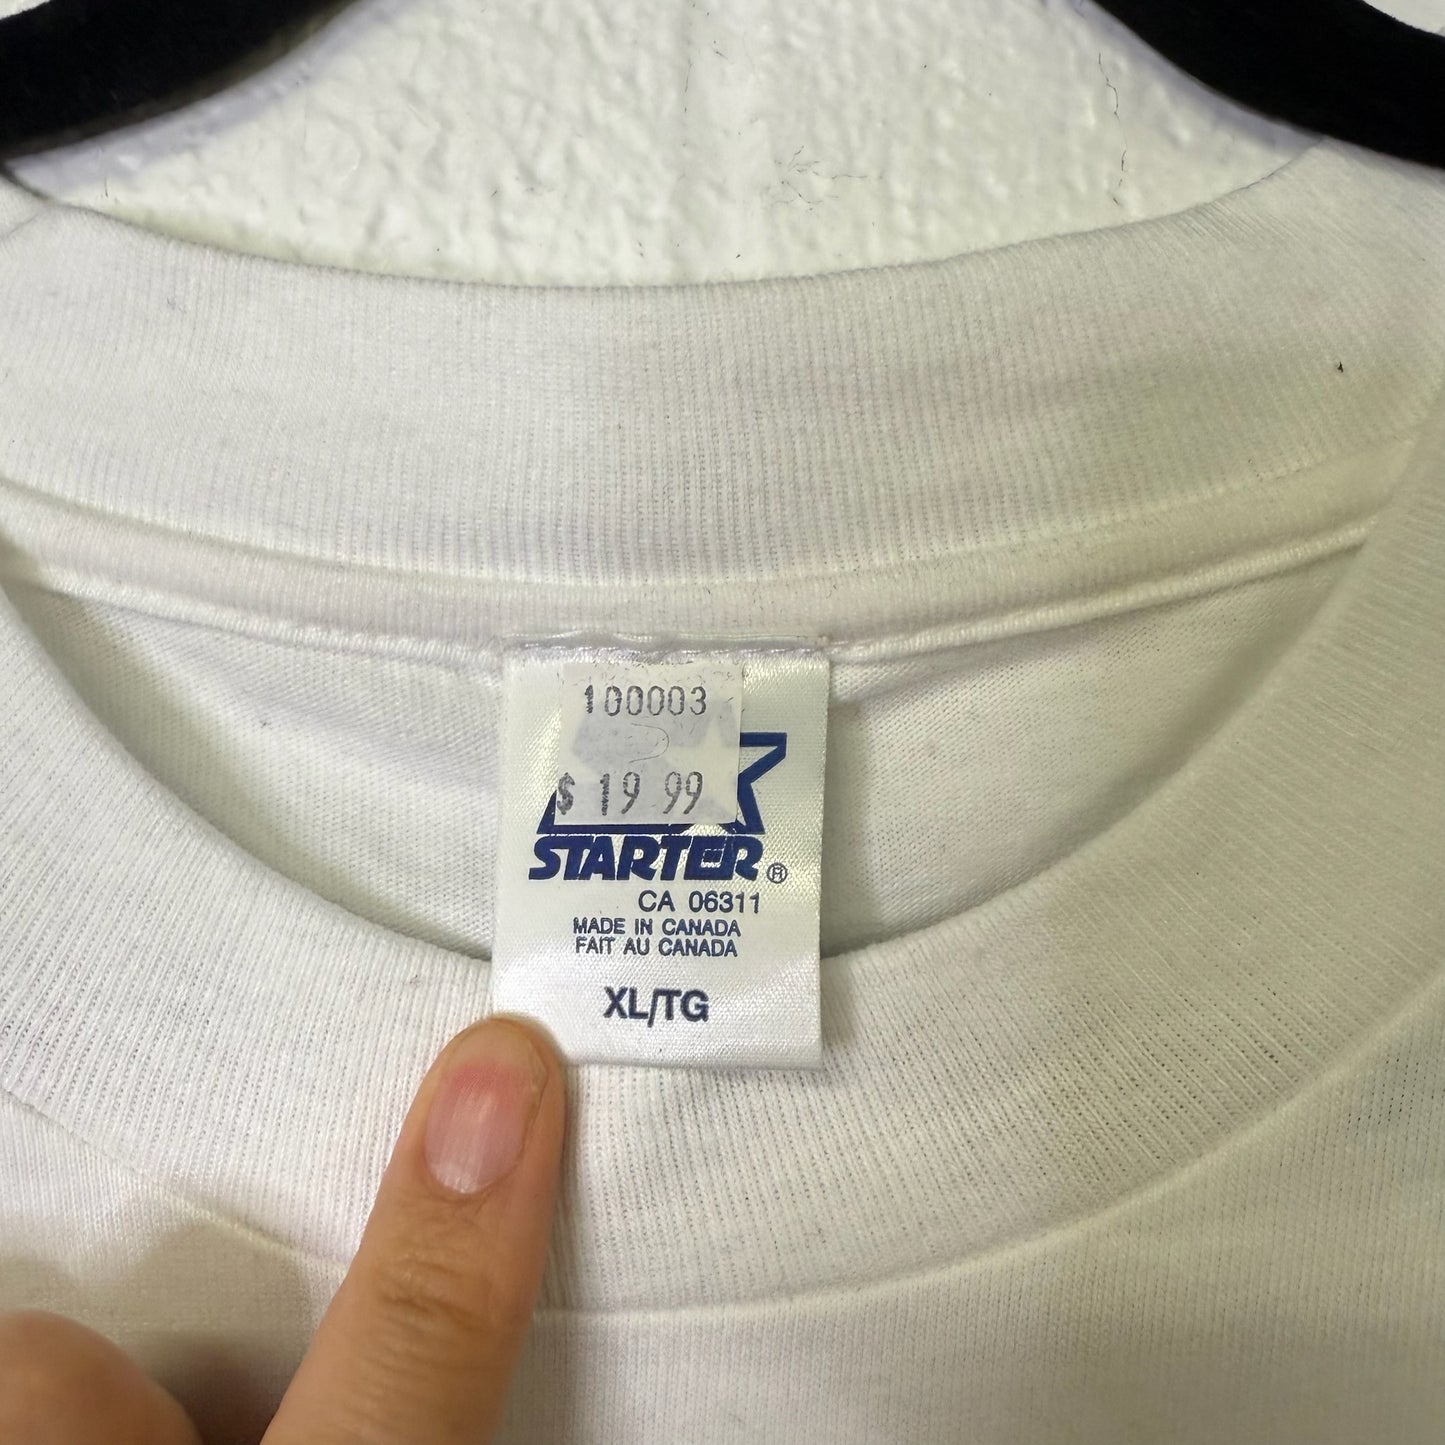 100003
$ 19 99
STARTER®
CA 06311
MADE IN CANADA
FAIT AU CANADA
XL/TG